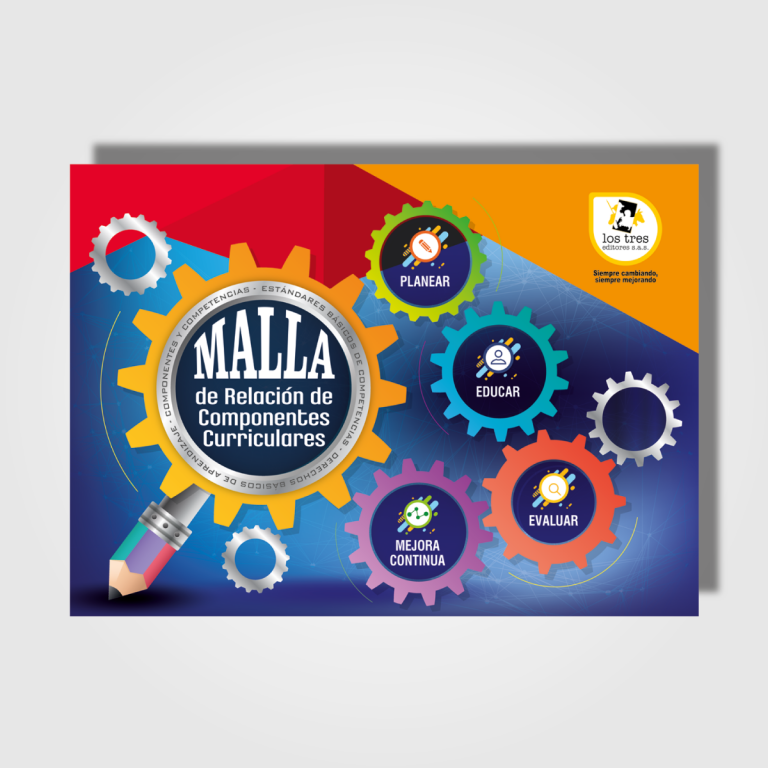 MALLA
de Relación de
Componentes
Curriculares
COMPONENTES Y COMPETENCIAS - ESTÁNDARES BÁSICOS DE COMPETENCIAS - DERECHOS BÁSICOS DE APRENDIZAJE -
PLANEAR
EDUCAR
EVALUAR
MEJORA
CONTINUA
los tres
editores s.a.s.
Siempre cambiando,
siempre mejorando